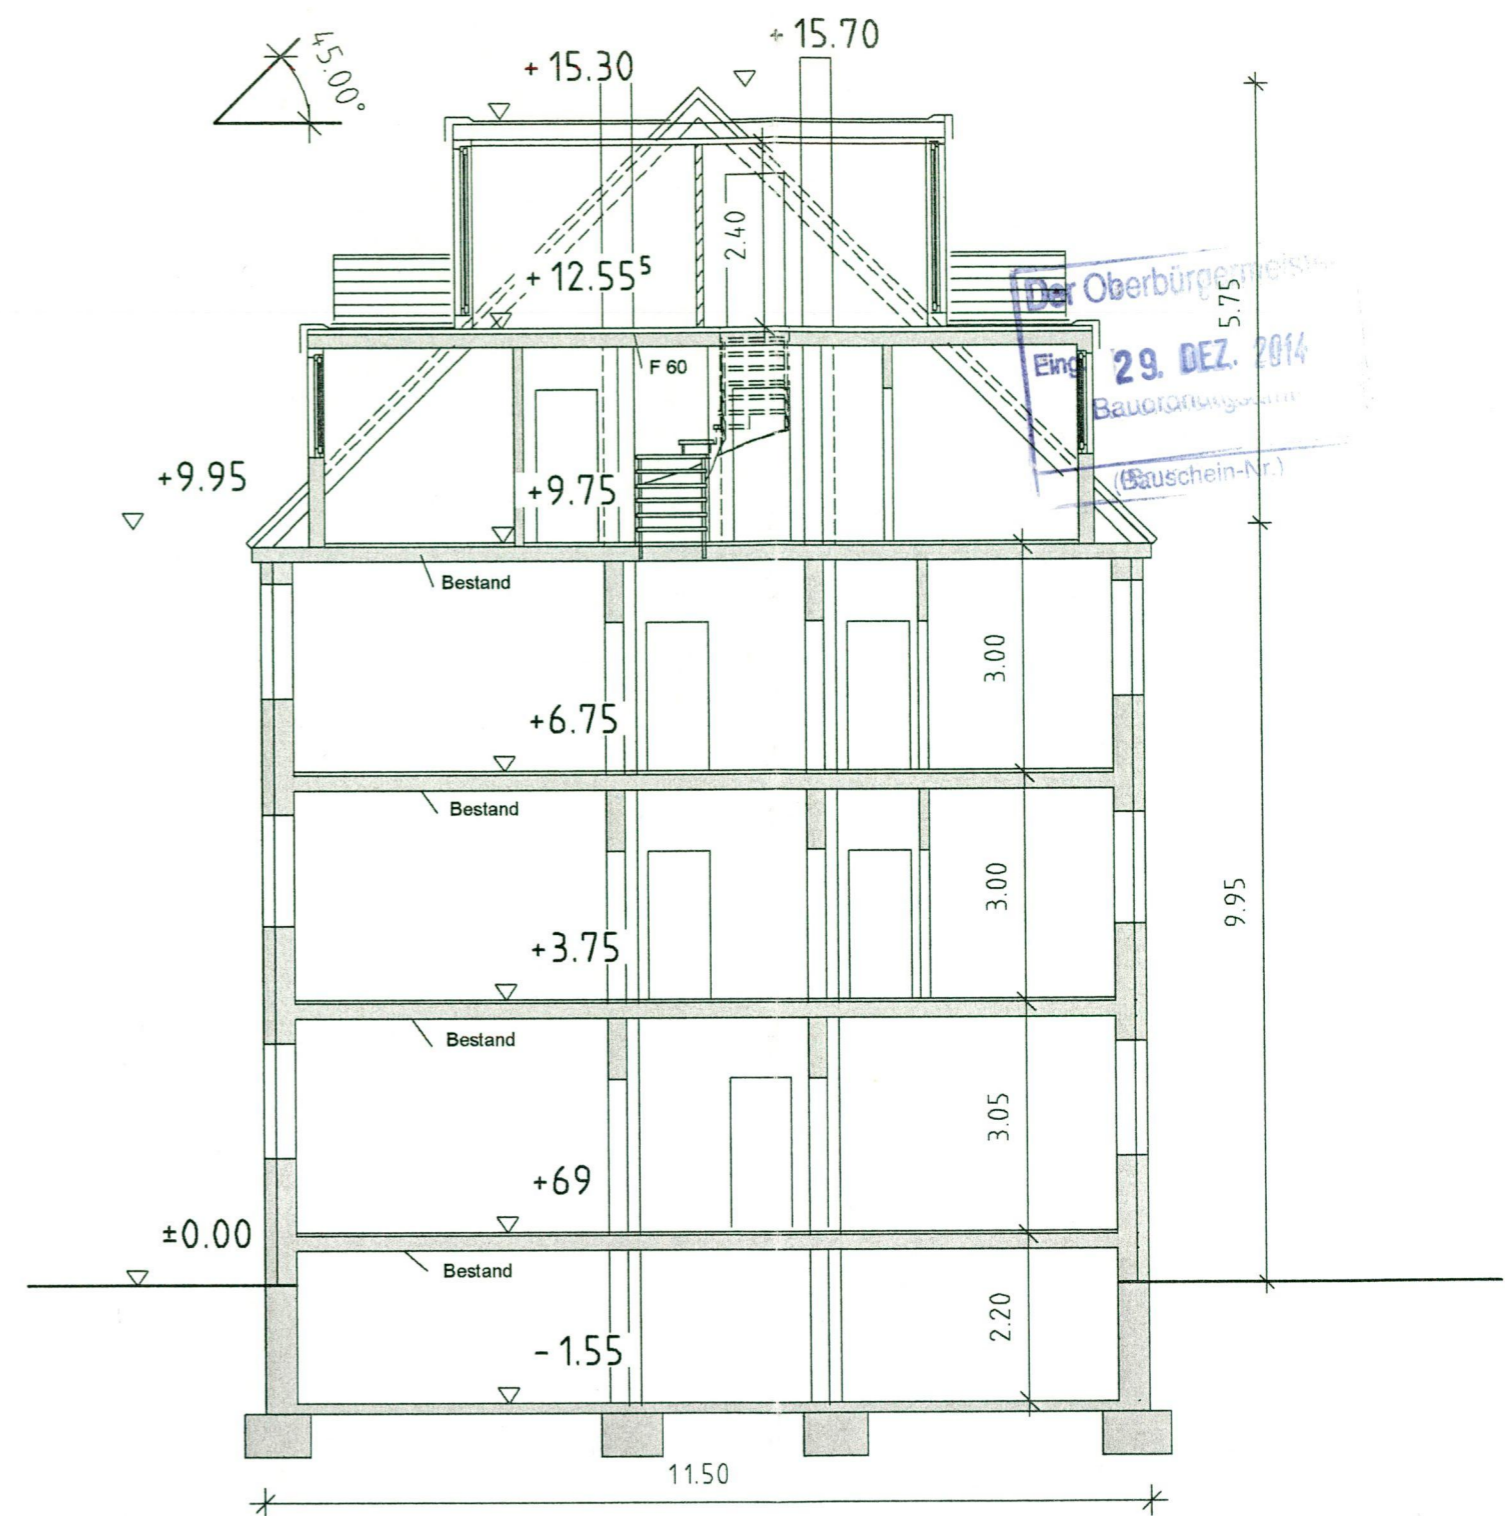 45.00°
+ 15.30
+ 15.70
2.40
+ 12.55⁵
5.75
F 60
Der Oberbürgermeister
Eing. 29. DEZ. 2014
(Bauschein-Nr.)
+9.95
+9.75
Bestand
3.00
+6.75
Bestand
3.00
9.95
+3.75
Bestand
3.05
+69
±0.00
Bestand
2.20
- 1.55
11.50